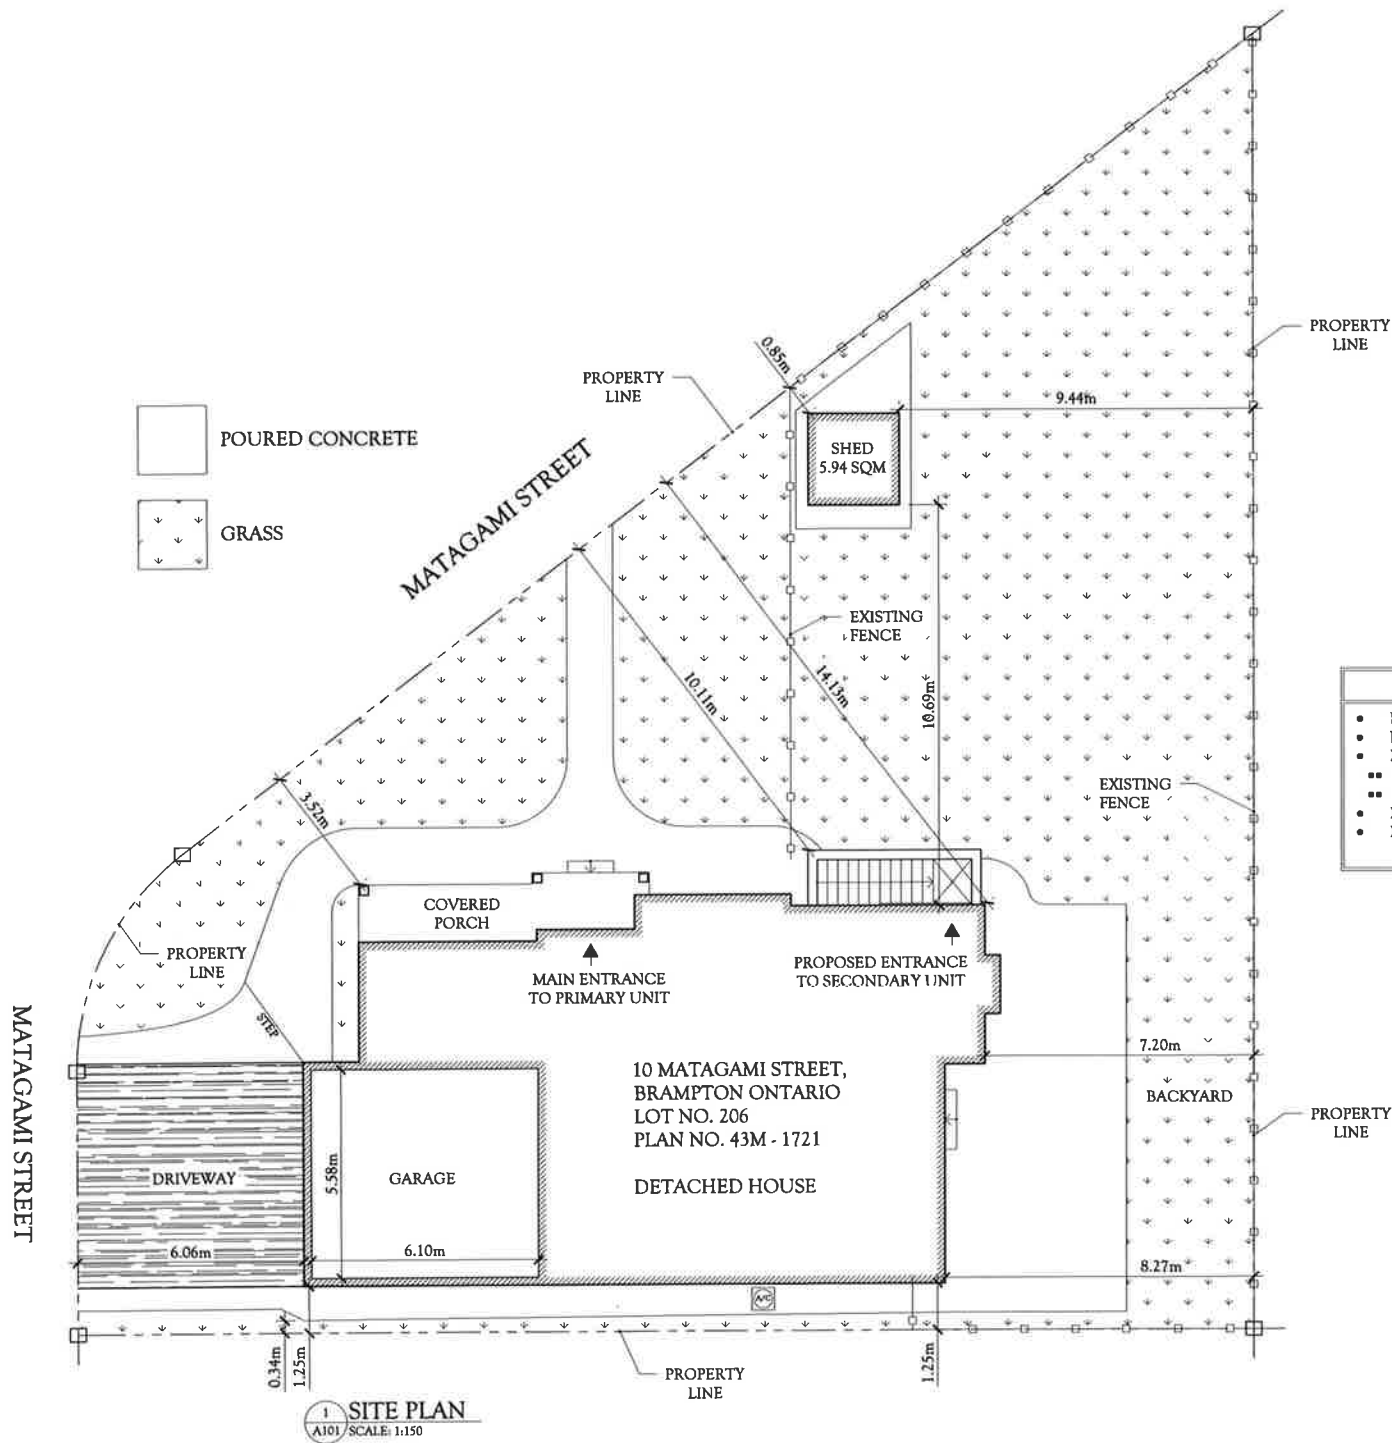 PROPERTY
LINE
0.85m
PROPERTY
LINE
9.44m
POURED CONCRETE
SHED
5.94 SQM
GRASS
MATAGAMI STREET
EXISTING
FENCE
10.11m
14.13m
10.69m
EXISTING
FENCE
3.52m
COVERED
PORCH
PROPERTY
LINE
MAIN ENTRANCE
TO PRIMARY UNIT
PROPOSED ENTRANCE
TO SECONDARY UNIT
STEP
MATAGAMI STREET
7.20m
10 MATAGAMI STREET,
BRAMPTON ONTARIO
LOT NO. 206
PLAN NO. 43M - 1721
DETACHED HOUSE
BACKYARD
PROPERTY
LINE
5.58m
DRIVEWAY
GARAGE
6.06m
6.10m
8.27m
A/C
0.34m
1.25m
1.25m
PROPERTY
LINE
1
A101
SITE PLAN
SCALE: 1:150